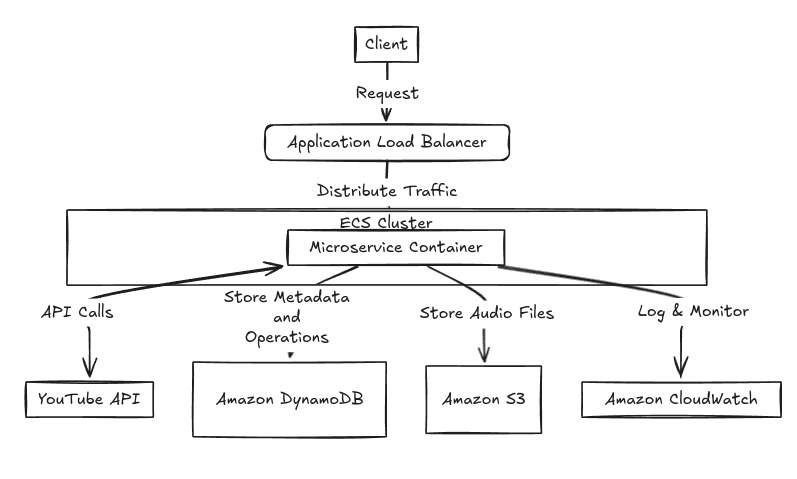 Client
Request
Application Load Balancer
Distribute Traffic
ECS Cluster
Microservice Container
API Calls
Store Metadata
and
Operations
Store Audio Files
Log & Monitor
YouTube API
Amazon DynamoDB
Amazon S3
Amazon CloudWatch